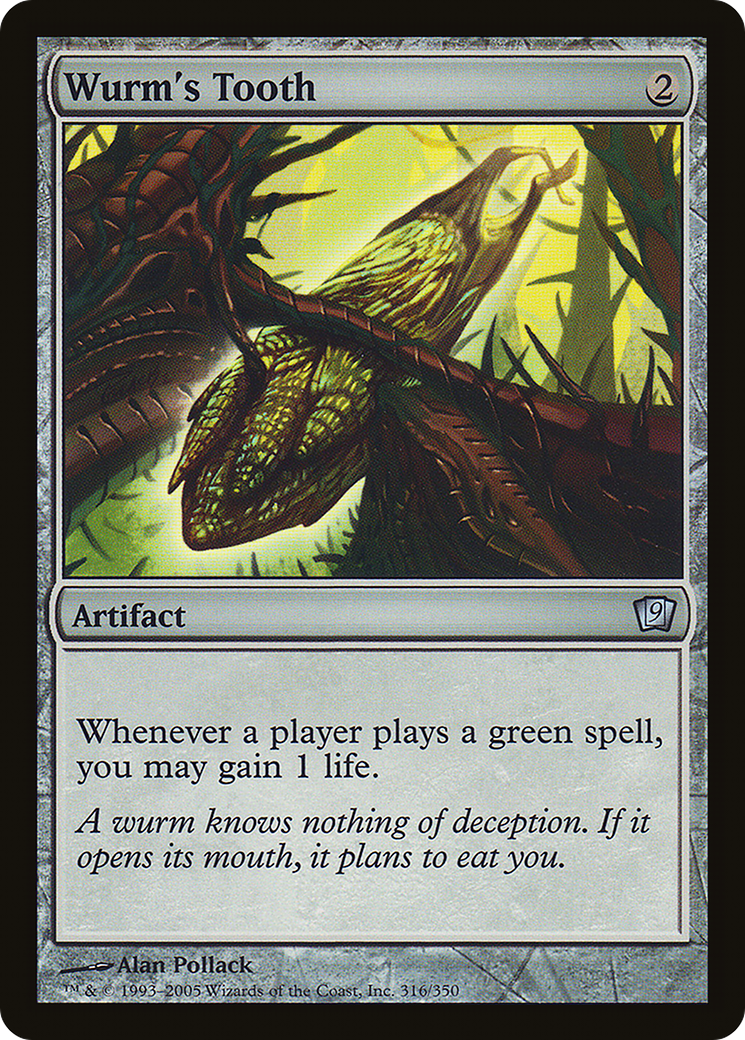 Wurm's Tooth
2
Artifact
9
Whenever a player plays a green spell,
you may gain 1 life.
A wurm knows nothing of deception. If it
opens its mouth, it plans to eat you.
Alan Pollack
™ & © 1993–2005 Wizards of the Coast, Inc. 316/350